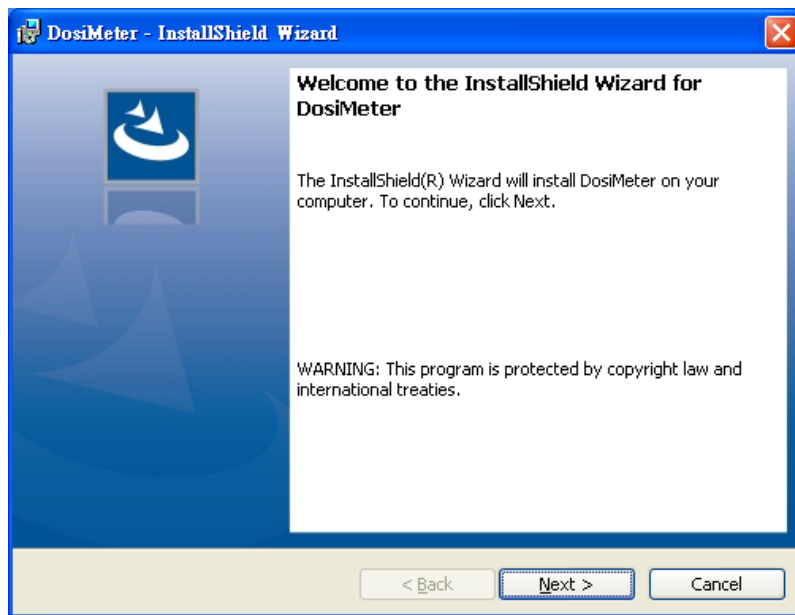 DosiMeter - InstallShield Wizard
Welcome to the InstallShield Wizard for
DosiMeter
The InstallShield(R) Wizard will install DosiMeter on your
computer. To continue, click Next.
WARNING: This program is protected by copyright law and
international treaties.
< Back
Next >
Cancel